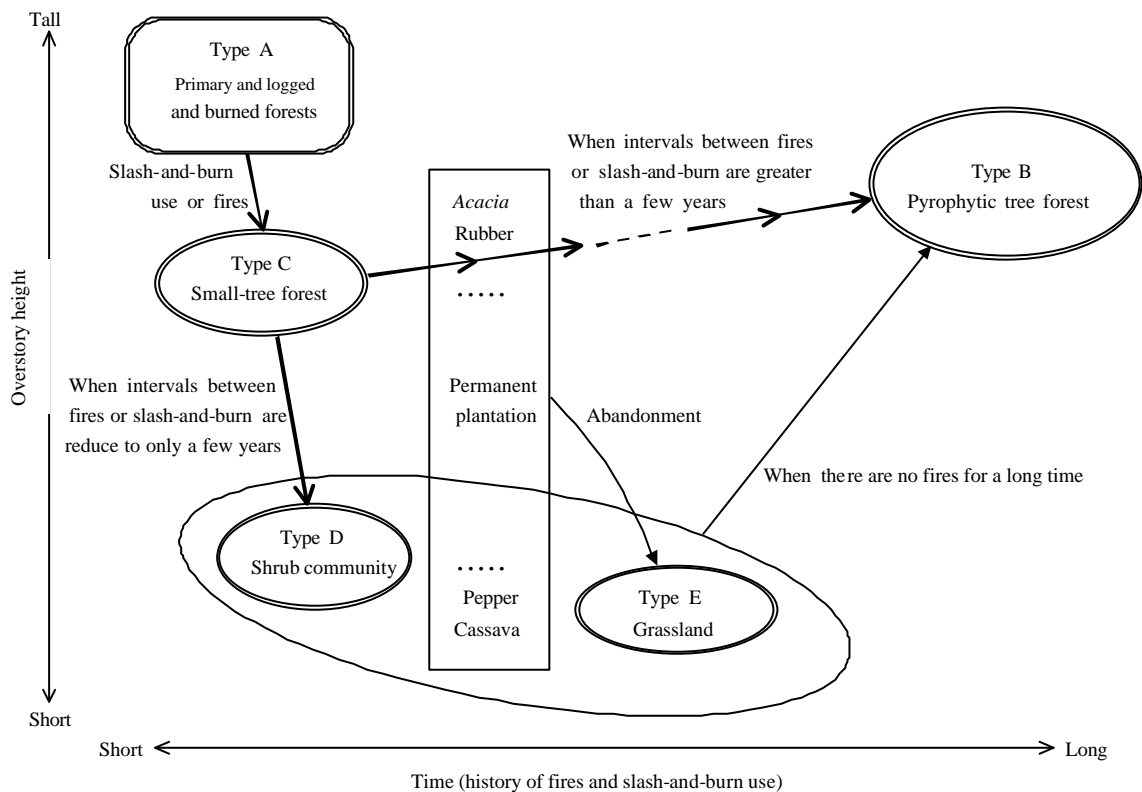 Tall
Type A
Primary and logged
and burned forests
Slash-and-burn
use or fires
When intervals between fires
or slash-and-burn are greater
than a few years
Type B
Pyrophytic tree forest
Acacia
Rubber
.....
Type C
Small-tree forest
Overstory height
When intervals between
fires or slash-and-burn are
reduce to only a few years
Permanent
plantation
Abandonment
When there are no fires for a long time
Type D
Shrub community
.....
Pepper
Cassava
Type E
Grassland
Short
Short
Long
Time (history of fires and slash-and-burn use)